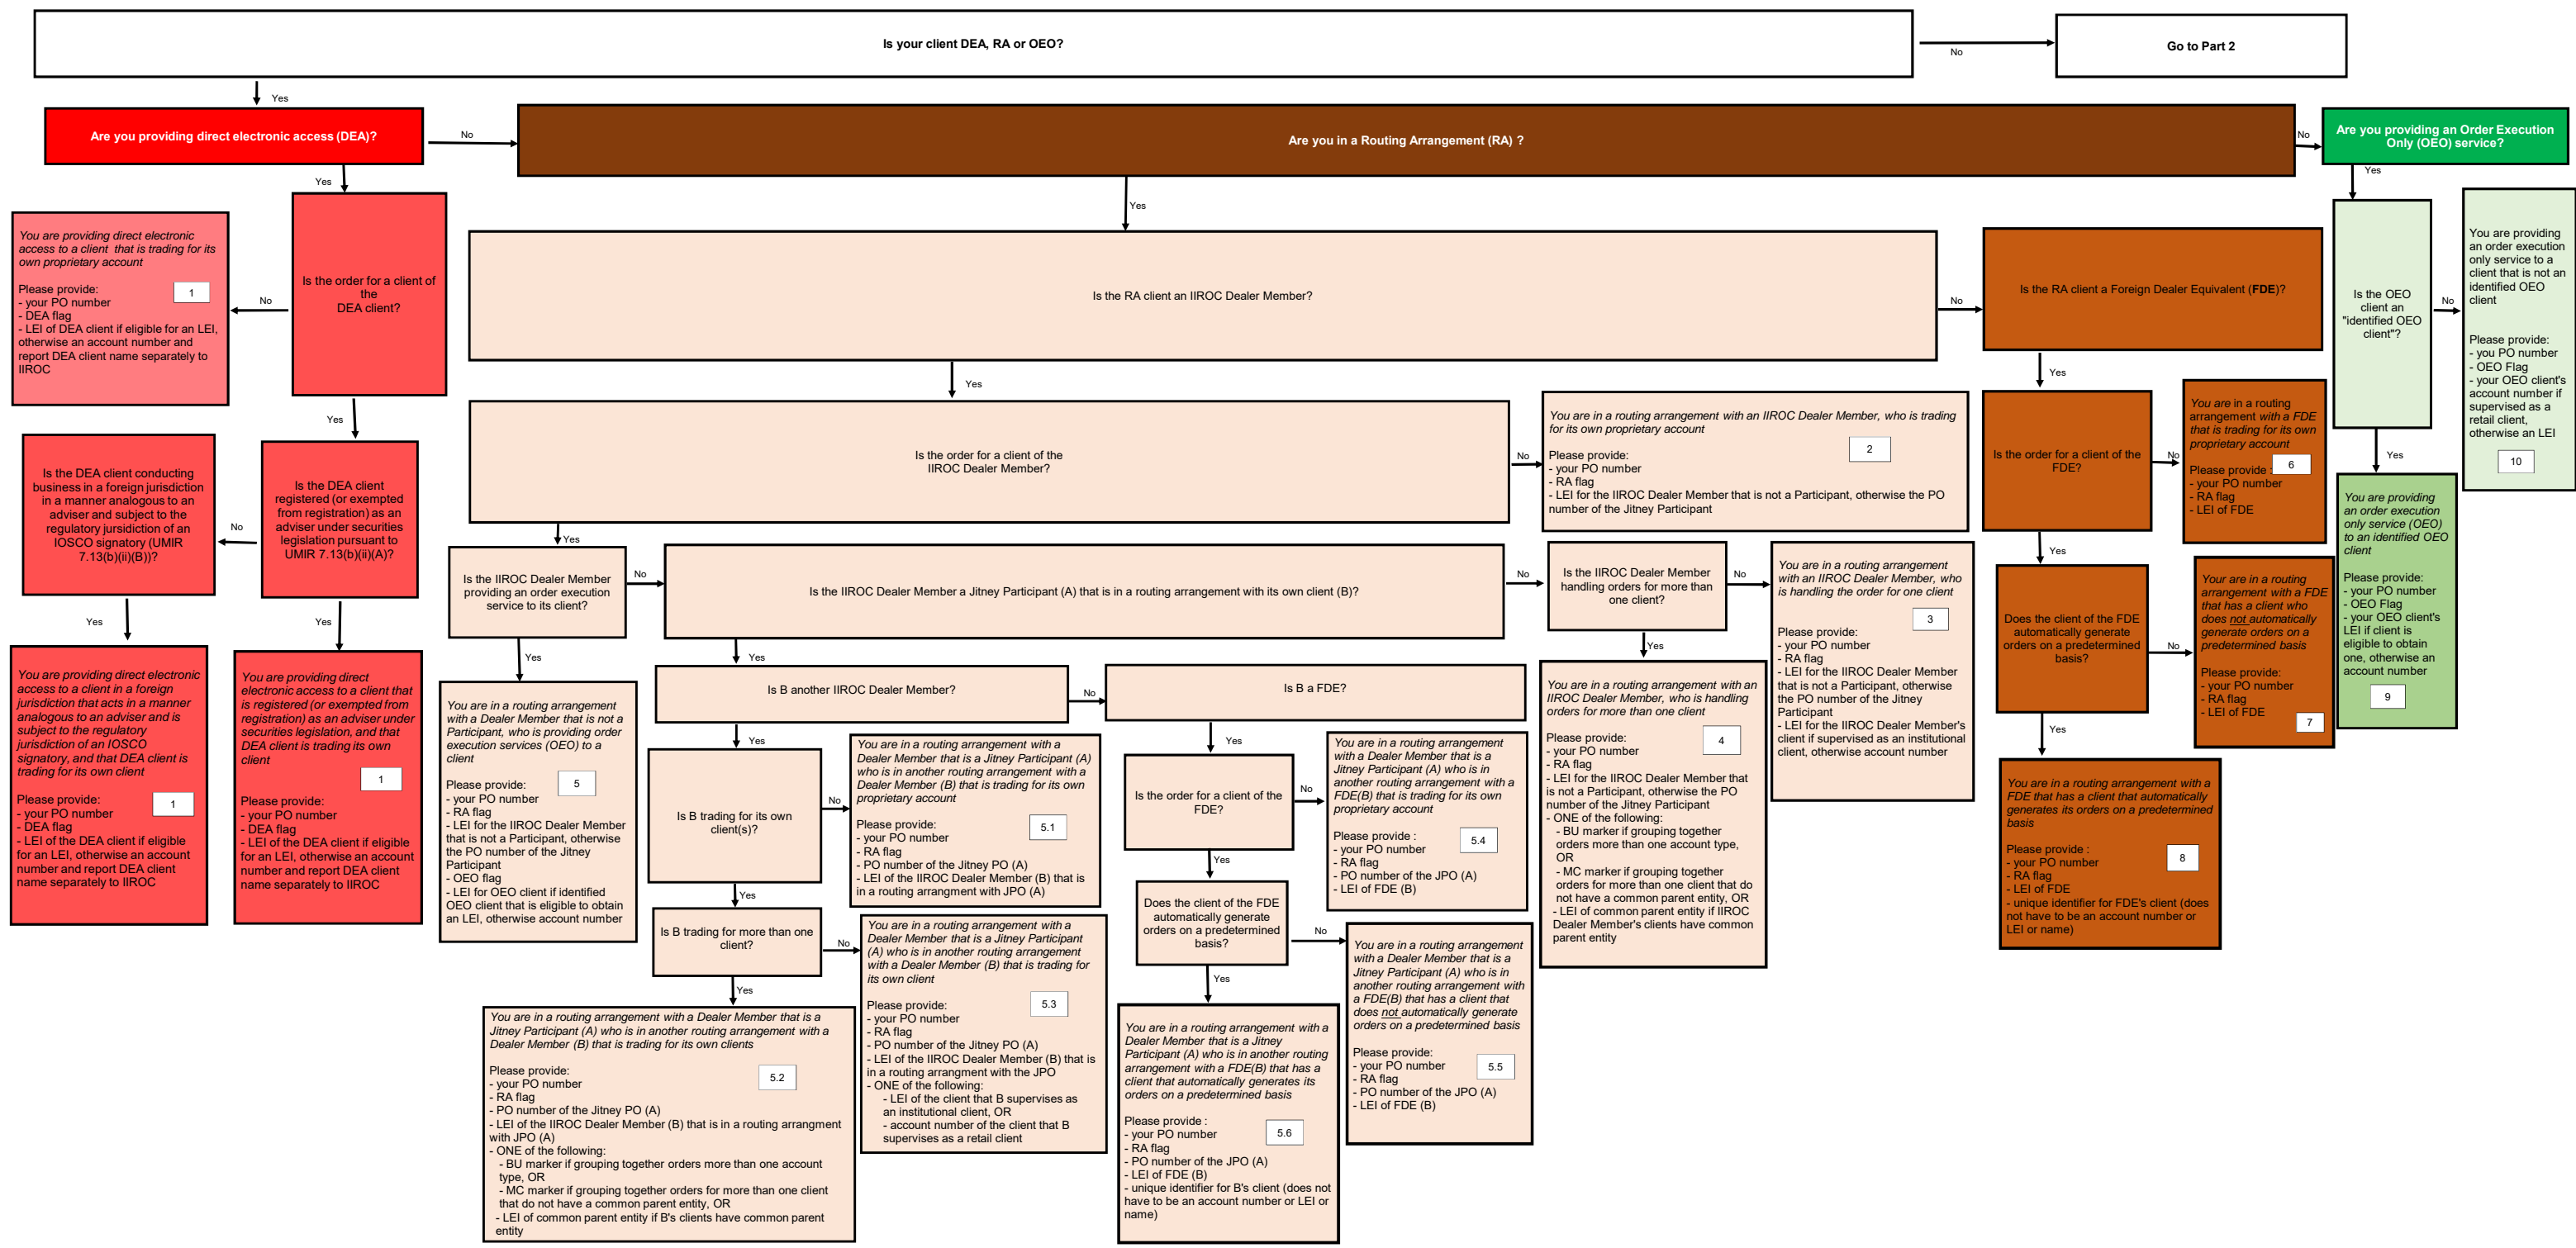 Is your client DEA, RA or OEO?
No
Go to Part 2
Yes
Are you providing direct electronic access (DEA)?
No
Are you in a Routing Arrangement (RA) ?
No
Are you providing an Order Execution
Only (OEO) service?
Yes
Is the order for a client of
the
DEA client?
No
You are providing direct electronic
access to a client  that is trading for its
own proprietary account
Please provide:
1
- your PO number
- DEA flag
- LEI of DEA client if eligible for an LEI,
otherwise an account number and
report DEA client name separately to
IIROC
Yes
Is the DEA client
registered (or exempted
from registration) as an
adviser under securities
legislation pursuant to
UMIR 7.13(b)(ii)(A)?
No
Is the DEA client conducting
business in a foreign jurisdiction
in a manner analogous to an
adviser and subject to the
regulatory jursidiction of an
IOSCO signatory (UMIR
7.13(b)(ii)(B))?
Yes
You are providing direct electronic
access to a client in a foreign
jurisdiction that acts in a manner
analogous to an adviser and is
subject to the regulatory
jurisdiction of an IOSCO
signatory, and that DEA client is
trading for its own client
Please provide:
1
- your PO number
- DEA flag
- LEI of the DEA client if eligible
for an LEI, otherwise an account
number and report DEA client
name separately to IIROC
Yes
You are providing direct
electronic access to a client that
is registered (or exempted from
registration) as an adviser under
securities legislation, and that
DEA client is trading its own
client
1
Please provide:
- your PO number
- DEA flag
- LEI of the DEA client if eligible
for an LEI, otherwise an account
number and report DEA client
name separately to IIROC
Yes
Is the RA client an IIROC Dealer Member?
No
Is the RA client a Foreign Dealer Equivalent (FDE)?
Yes
Is the order for a client of the
IIROC Dealer Member?
No
You are in a routing arrangement with an IIROC Dealer Member, who is trading
for its own proprietary account
2
Please provide:
- your PO number
- RA flag
- LEI for the IIROC Dealer Member that is not a Participant, otherwise the PO
number of the Jitney Participant
Yes
Is the IIROC Dealer Member
providing an order execution
service to its client?
No
Is the IIROC Dealer Member a Jitney Participant (A) that is in a routing arrangement with its own client (B)?
No
Is the IIROC Dealer Member
handling orders for more than
one client?
No
You are in a routing arrangement
with an IIROC Dealer Member, who
is handling the order for one client
3
Please provide:
- your PO number
- RA flag
- LEI for the IIROC Dealer Member
that is not a Participant, otherwise
the PO number of the Jitney
Participant
- LEI for the IIROC Dealer Member's
client if supervised as an institutional
client, otherwise account number
Yes
You are in a routing arrangement with an
IIROC Dealer Member, who is handling
orders for more than one client
4
Please provide:
- your PO number
- RA flag
- LEI for the IIROC Dealer Member that
is not a Participant, otherwise the PO
number of the Jitney Participant
- ONE of the following:
- BU marker if grouping together
orders more than one account type,
OR
- MC marker if grouping together
orders for more than one client that do
not have a common parent entity, OR
- LEI of common parent entity if IIROC
Dealer Member's clients have common
parent entity
Yes
You are in a routing arrangement
with a Dealer Member that is not a
Participant, who is providing order
execution services (OEO) to a
client
5
Please provide:
- your PO number
- RA flag
- LEI for the IIROC Dealer Member
that is not a Participant, otherwise
the PO number of the Jitney
Participant
- OEO flag
- LEI for OEO client if identified
OEO client that is eligible to obtain
an LEI, otherwise account number
Yes
Is B another IIROC Dealer Member?
No
Is B a FDE?
Yes
Is B trading for its own
client(s)?
No
You are in a routing arrangement with a
Dealer Member that is a Jitney Participant (A)
who is in another routing arrangement with a
Dealer Member (B) that is trading for its own
proprietary account
Please provide:
5.1
- your PO number
- RA flag
- PO number of the Jitney PO (A)
- LEI of the IIROC Dealer Member (B) that is
in a routing arrangment with JPO (A)
Yes
Is B trading for more than one
client?
No
You are in a routing arrangement with a
Dealer Member that is a Jitney Participant
(A) who is in another routing arrangement
with a Dealer Member (B) that is trading for
its own client
5.3
Please provide:
- your PO number
- RA flag
- PO number of the Jitney PO (A)
- LEI of the IIROC Dealer Member (B) that is
in a routing arrangment with the JPO
- ONE of the following:
- LEI of the client that B supervises as
an institutional client, OR
- account number of the client that B
supervises as a retail client
Yes
You are in a routing arrangement with a Dealer Member that is a
Jitney Participant (A) who is in another routing arrangement with a
Dealer Member (B) that is trading for its own clients
Please provide:
5.2
- your PO number
- RA flag
- PO number of the Jitney PO (A)
- LEI of the IIROC Dealer Member (B) that is in a routing arrangment
with JPO (A)
- ONE of the following:
- BU marker if grouping together orders more than one account
type, OR
- MC marker if grouping together orders for more than one client
that do not have a common parent entity, OR
- LEI of common parent entity if B's clients have common parent
entity
Yes
Is the order for a client of the
FDE?
No
You are in a routing arrangement
with a Dealer Member that is a
Jitney Participant (A) who is in
another routing arrangement with a
FDE(B) that is trading for its own
proprietary account
Please provide :
5.4
- your PO number
- RA flag
- PO number of the JPO (A)
- LEI of FDE (B)
Yes
Does the client of the FDE
automatically generate
orders on a predetermined
basis?
No
You are in a routing arrangement
with a Dealer Member that is a
Jitney Participant (A) who is in
another routing arrangement with
a FDE(B) that has a client that
does not automatically generate
orders on a predetermined basis
Please provide:
5.5
- your PO number
- RA flag
- PO number of the JPO (A)
- LEI of FDE (B)
Yes
You are in a routing arrangement with a
Dealer Member that is a Jitney
Participant (A) who is in another routing
arrangement with a FDE(B) that has a
client that automatically generates its
orders on a predetermined basis
Please provide :
5.6
- your PO number
- RA flag
- PO number of the JPO (A)
- LEI of FDE (B)
- unique identifier for B's client (does not
have to be an account number or LEI or
name)
Yes
Is the order for a client of the
FDE?
No
You are in a routing
arrangement with a FDE
that is trading for its own
proprietary account
Please provide :
6
- your PO number
- RA flag
- LEI of FDE
Yes
Does the client of the FDE
automatically generate
orders on a predetermined
basis?
No
Your are in a routing
arrangement with a FDE
that has a client who
does not automatically
generate orders on a
predetermined basis
Please provide:
- your PO number
- RA flag
- LEI of FDE
7
Yes
You are in a routing arrangement with a
FDE that has a client that automatically
generates its orders on a predetermined
basis
Please provide :
8
- your PO number
- RA flag
- LEI of FDE
- unique identifier for FDE's client (does
not have to be an account number or
LEI or name)
Yes
Is the OEO
client an
"identified OEO
client"?
No
You are providing
an order execution
only service to a
client that is not an
identified OEO
client
Please provide:
- you PO number
- OEO Flag
- your OEO client's
account number if
supervised as a
retail client,
otherwise an LEI
10
Yes
You are providing
an order execution
only service (OEO)
to an identified OEO
client
Please provide:
- your PO number
- OEO Flag
- your OEO client's
LEI if client is
eligible to obtain
one, otherwise an
account number
9